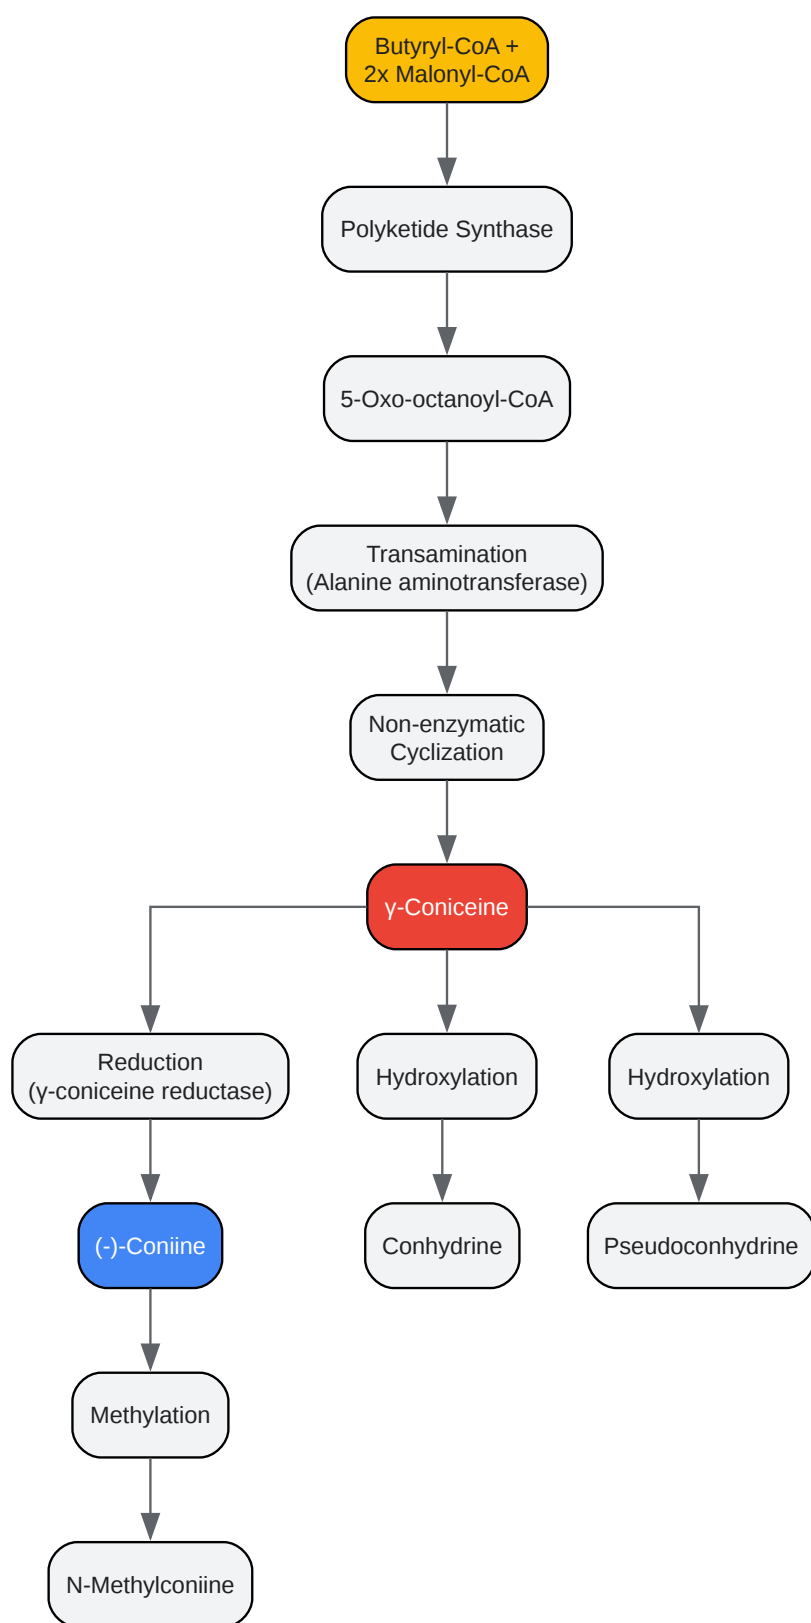 Butyryl-CoA +
2x Malonyl-CoA
Polyketide Synthase
5-Oxo-octanoyl-CoA
Transamination
(Alanine aminotransferase)
Non-enzymatic
Cyclization
γ-Coniceine
Reduction
(γ-coniceine reductase)
Hydroxylation
Hydroxylation
(-)-Coniine
Conhydrine
Pseudoconhydrine
Methylation
N-Methylconiine